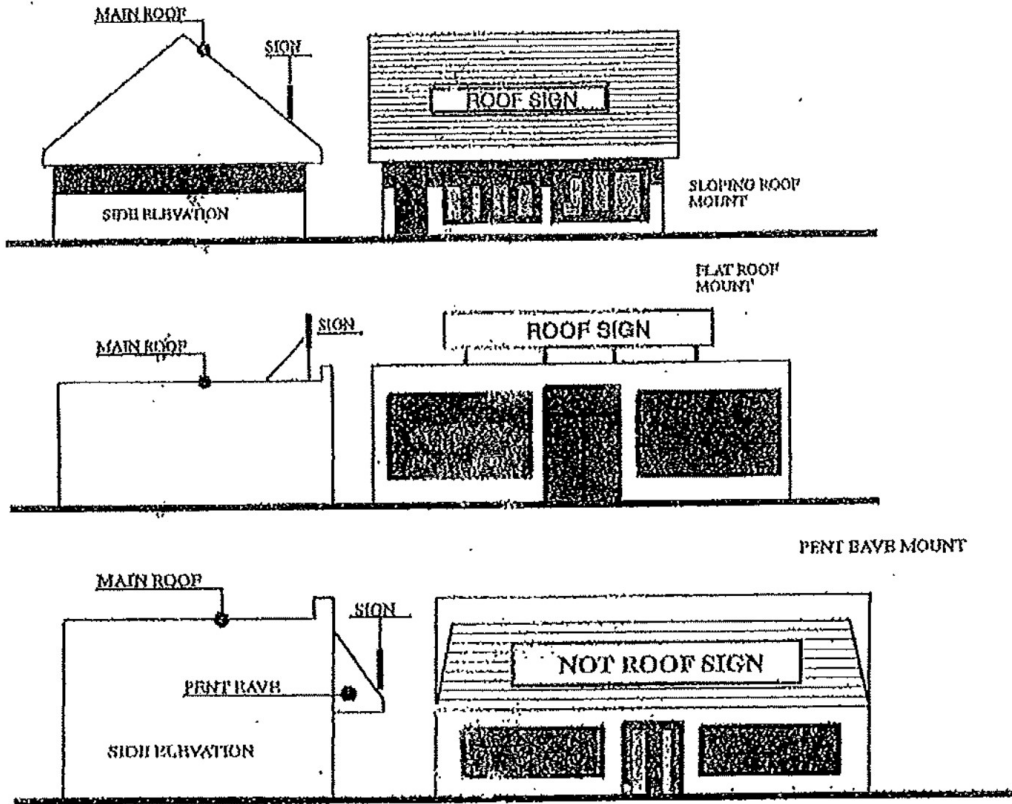 MAIN ROOF
SIGN
ROOF SIGN
SIDE ELEVATION
SLOPING ROOF
MOUNT
FLAT ROOF
MOUNT
SIGN
ROOF SIGN
MAIN ROOF
PENT EAVE MOUNT
MAIN ROOF
SIGN
NOT ROOF SIGN
PENT EAVE
SIDE ELEVATION